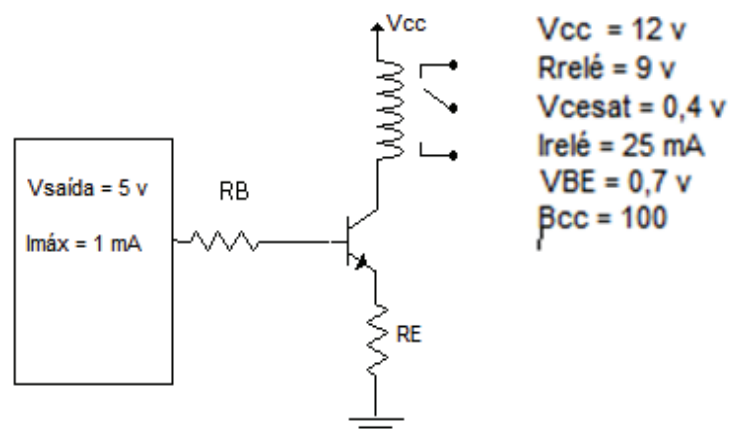 Vcc
Vsaída = 5 v
Imáx = 1 mA
RB
RE
Vcc = 12 v
Rrelé = 9 v
Vcesat = 0,4 v
Irelé = 25 mA
VBE = 0,7 v
βcc = 100